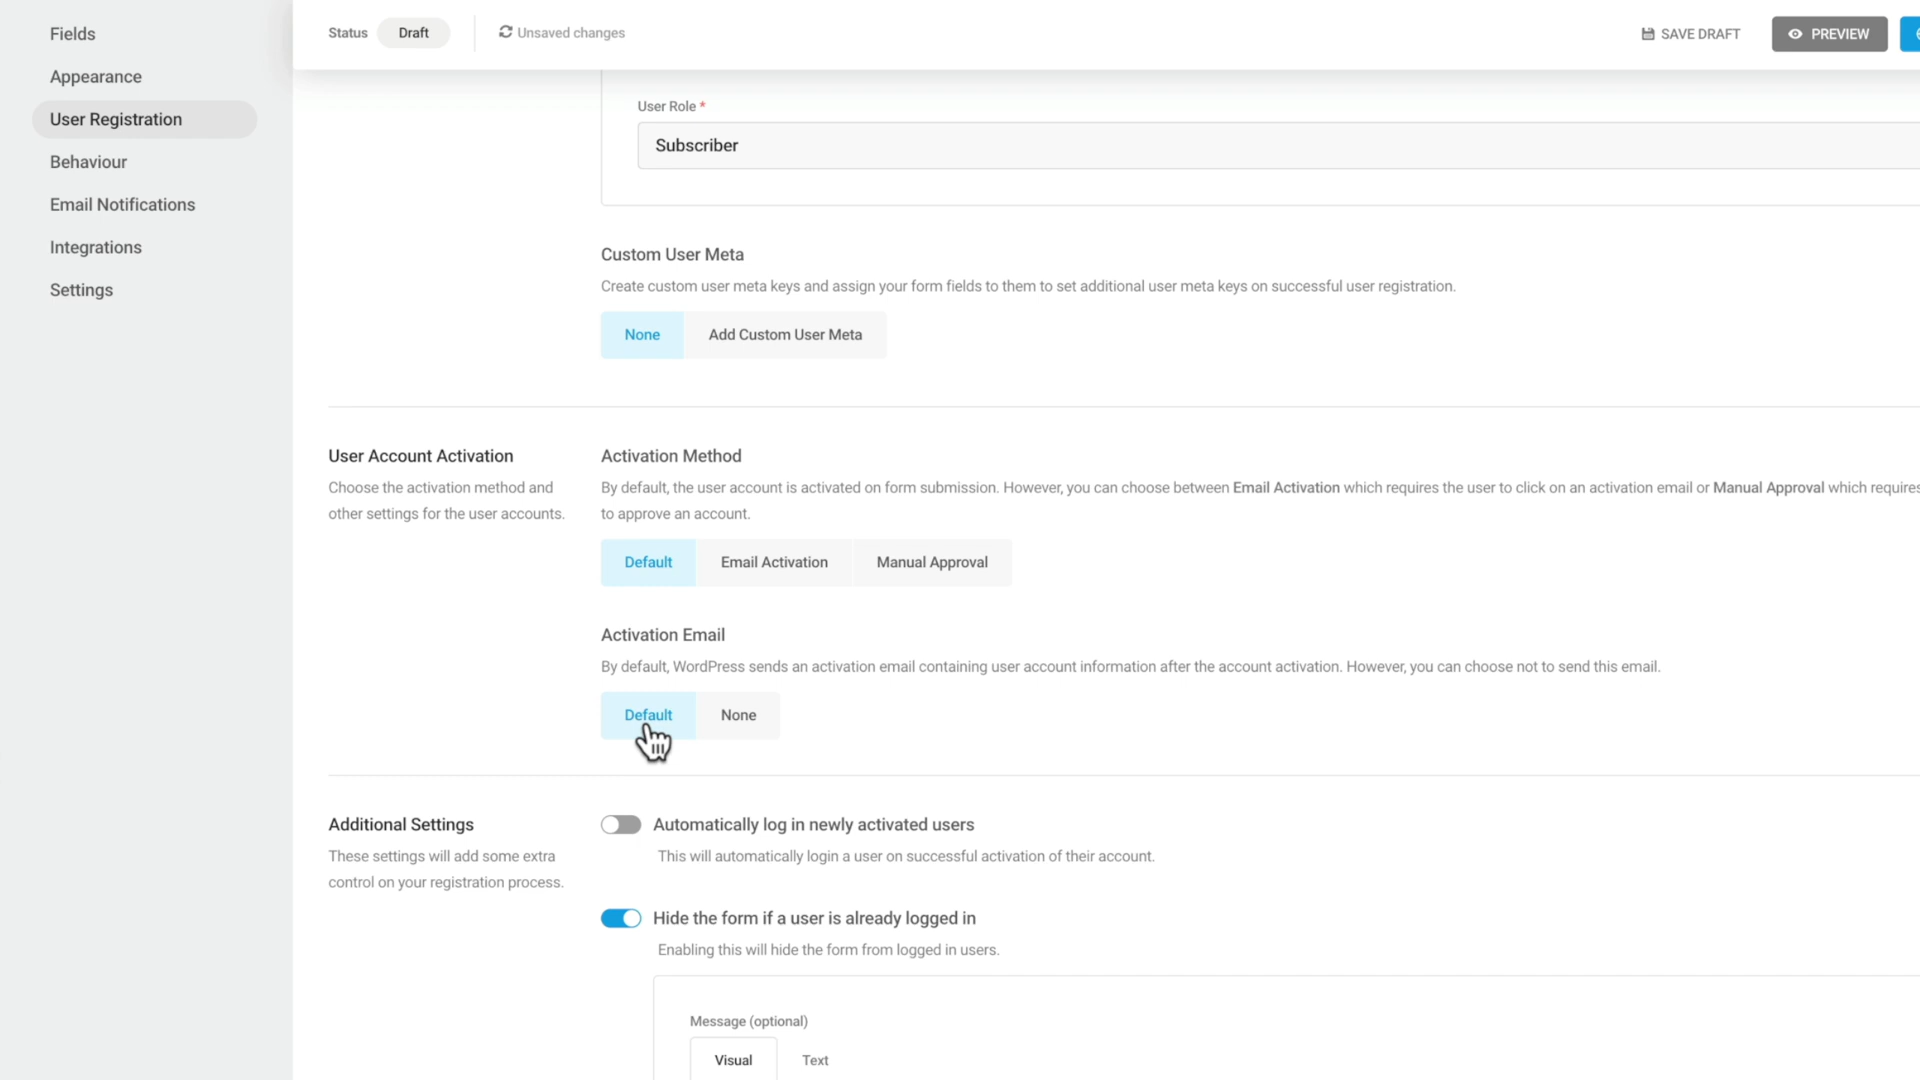 Fields
Appearance
User Registration
Behaviour
Email Notifications
Integrations
Settings
Status
Draft
Unsaved changes
SAVE DRAFT
PREVIEW
User Role *
Subscriber
Custom User Meta
Create custom user meta keys and assign your form fields to them to set additional user meta keys on successful user registration.
None
Add Custom User Meta
User Account Activation
Choose the activation method and
other settings for the user accounts.
Activation Method
By default, the user account is activated on form submission. However, you can choose between Email Activation which requires the user to click on an activation email or Manual Approval which requires
to approve an account.
Default
Email Activation
Manual Approval
Activation Email
By default, WordPress sends an activation email containing user account information after the account activation. However, you can choose not to send this email.
Default
None
Additional Settings
These settings will add some extra
control on your registration process.
Automatically log in newly activated users
This will automatically login a user on successful activation of their account.
Hide the form if a user is already logged in
Enabling this will hide the form from logged in users.
Message (optional)
Visual
Text